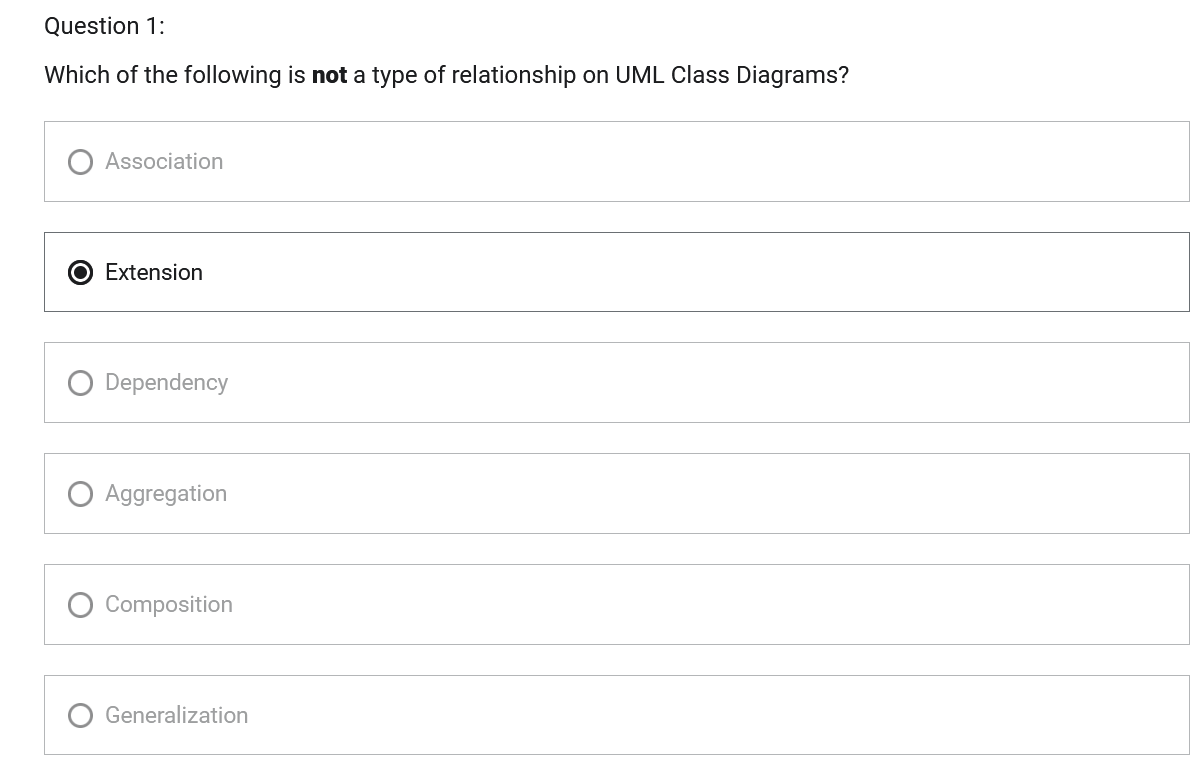 Question 1:
Which of the following is not a type of relationship on UML Class Diagrams?
Association
Extension
Dependency
Aggregation
Composition
Generalization